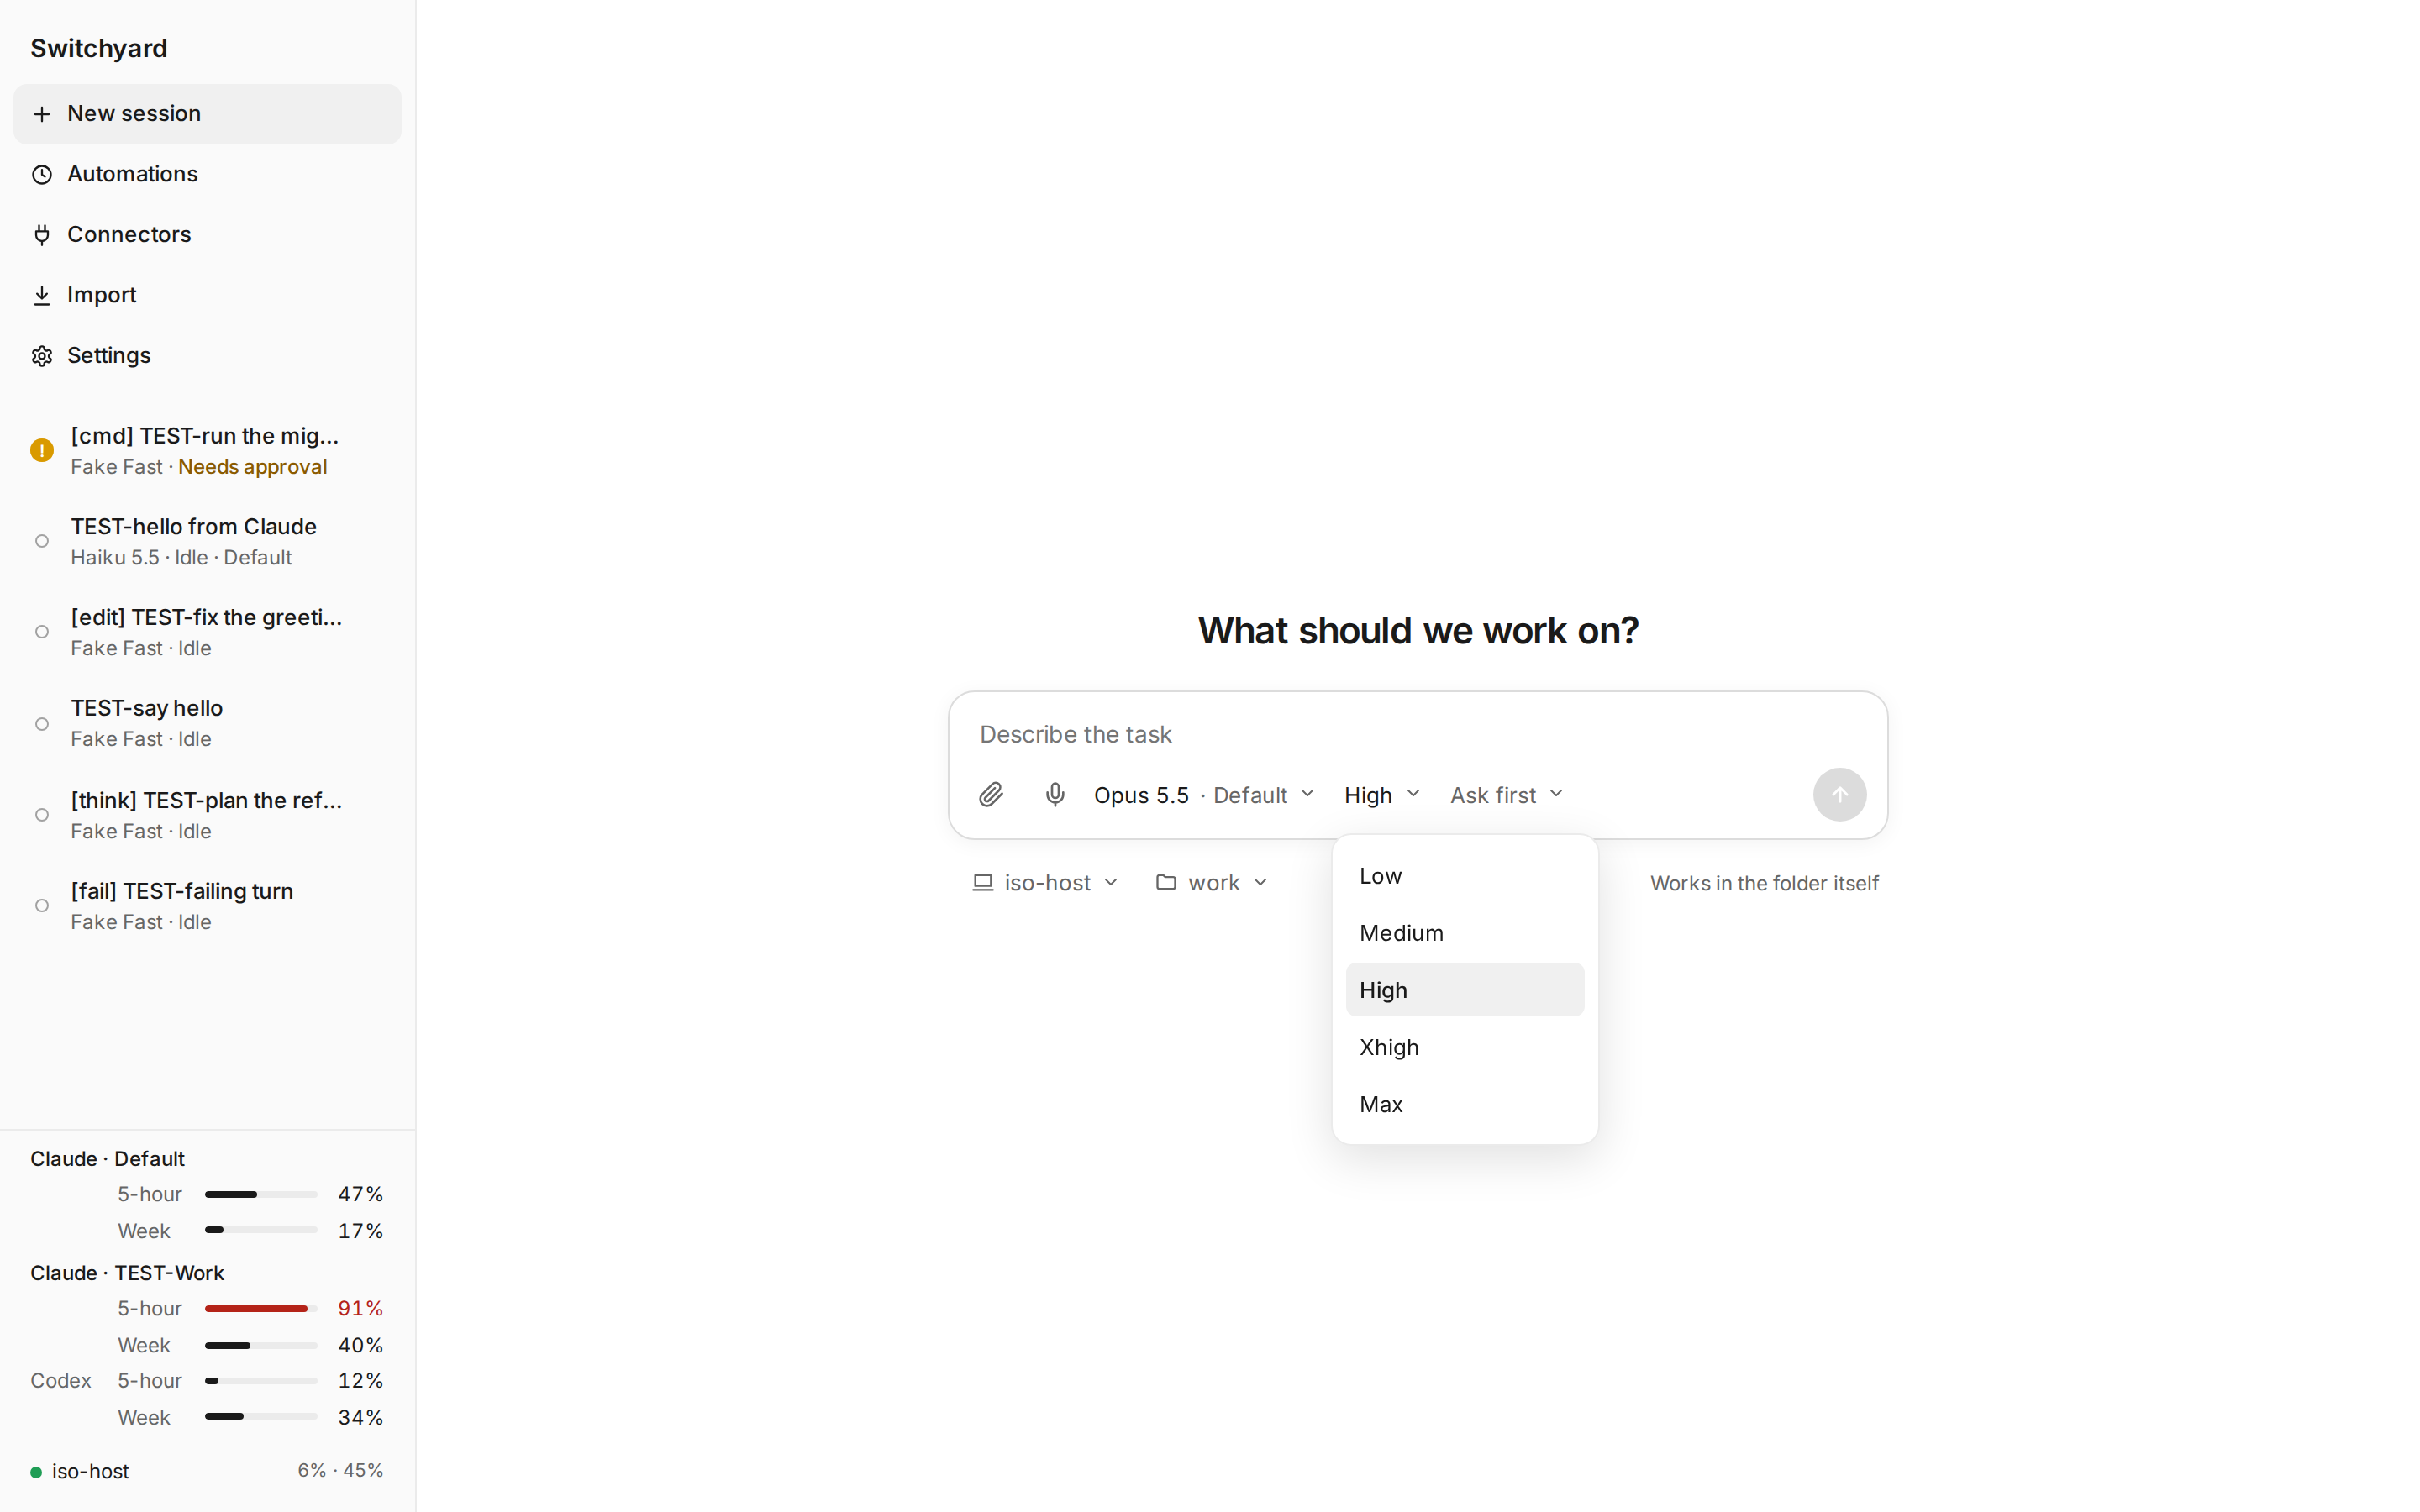 Switchyard
New session
Automations
Connectors
Import
Settings
[cmd] TEST-run the mig...
Fake Fast · Needs approval
TEST-hello from Claude
Haiku 5.5 · Idle · Default
[edit] TEST-fix the greeti...
Fake Fast · Idle
TEST-say hello
Fake Fast · Idle
[think] TEST-plan the ref...
Fake Fast · Idle
[fail] TEST-failing turn
Fake Fast · Idle
Claude · Default
5-hour 47%
Week 17%
Claude · TEST-Work
5-hour 91%
Week 40%
Codex 5-hour 12%
Week 34%
iso-host 6% · 45%
What should we work on?
Describe the task
Opus 5.5 · Default High Ask first
iso-host work Works in the folder itself
Low
Medium
High
Xhigh
Max